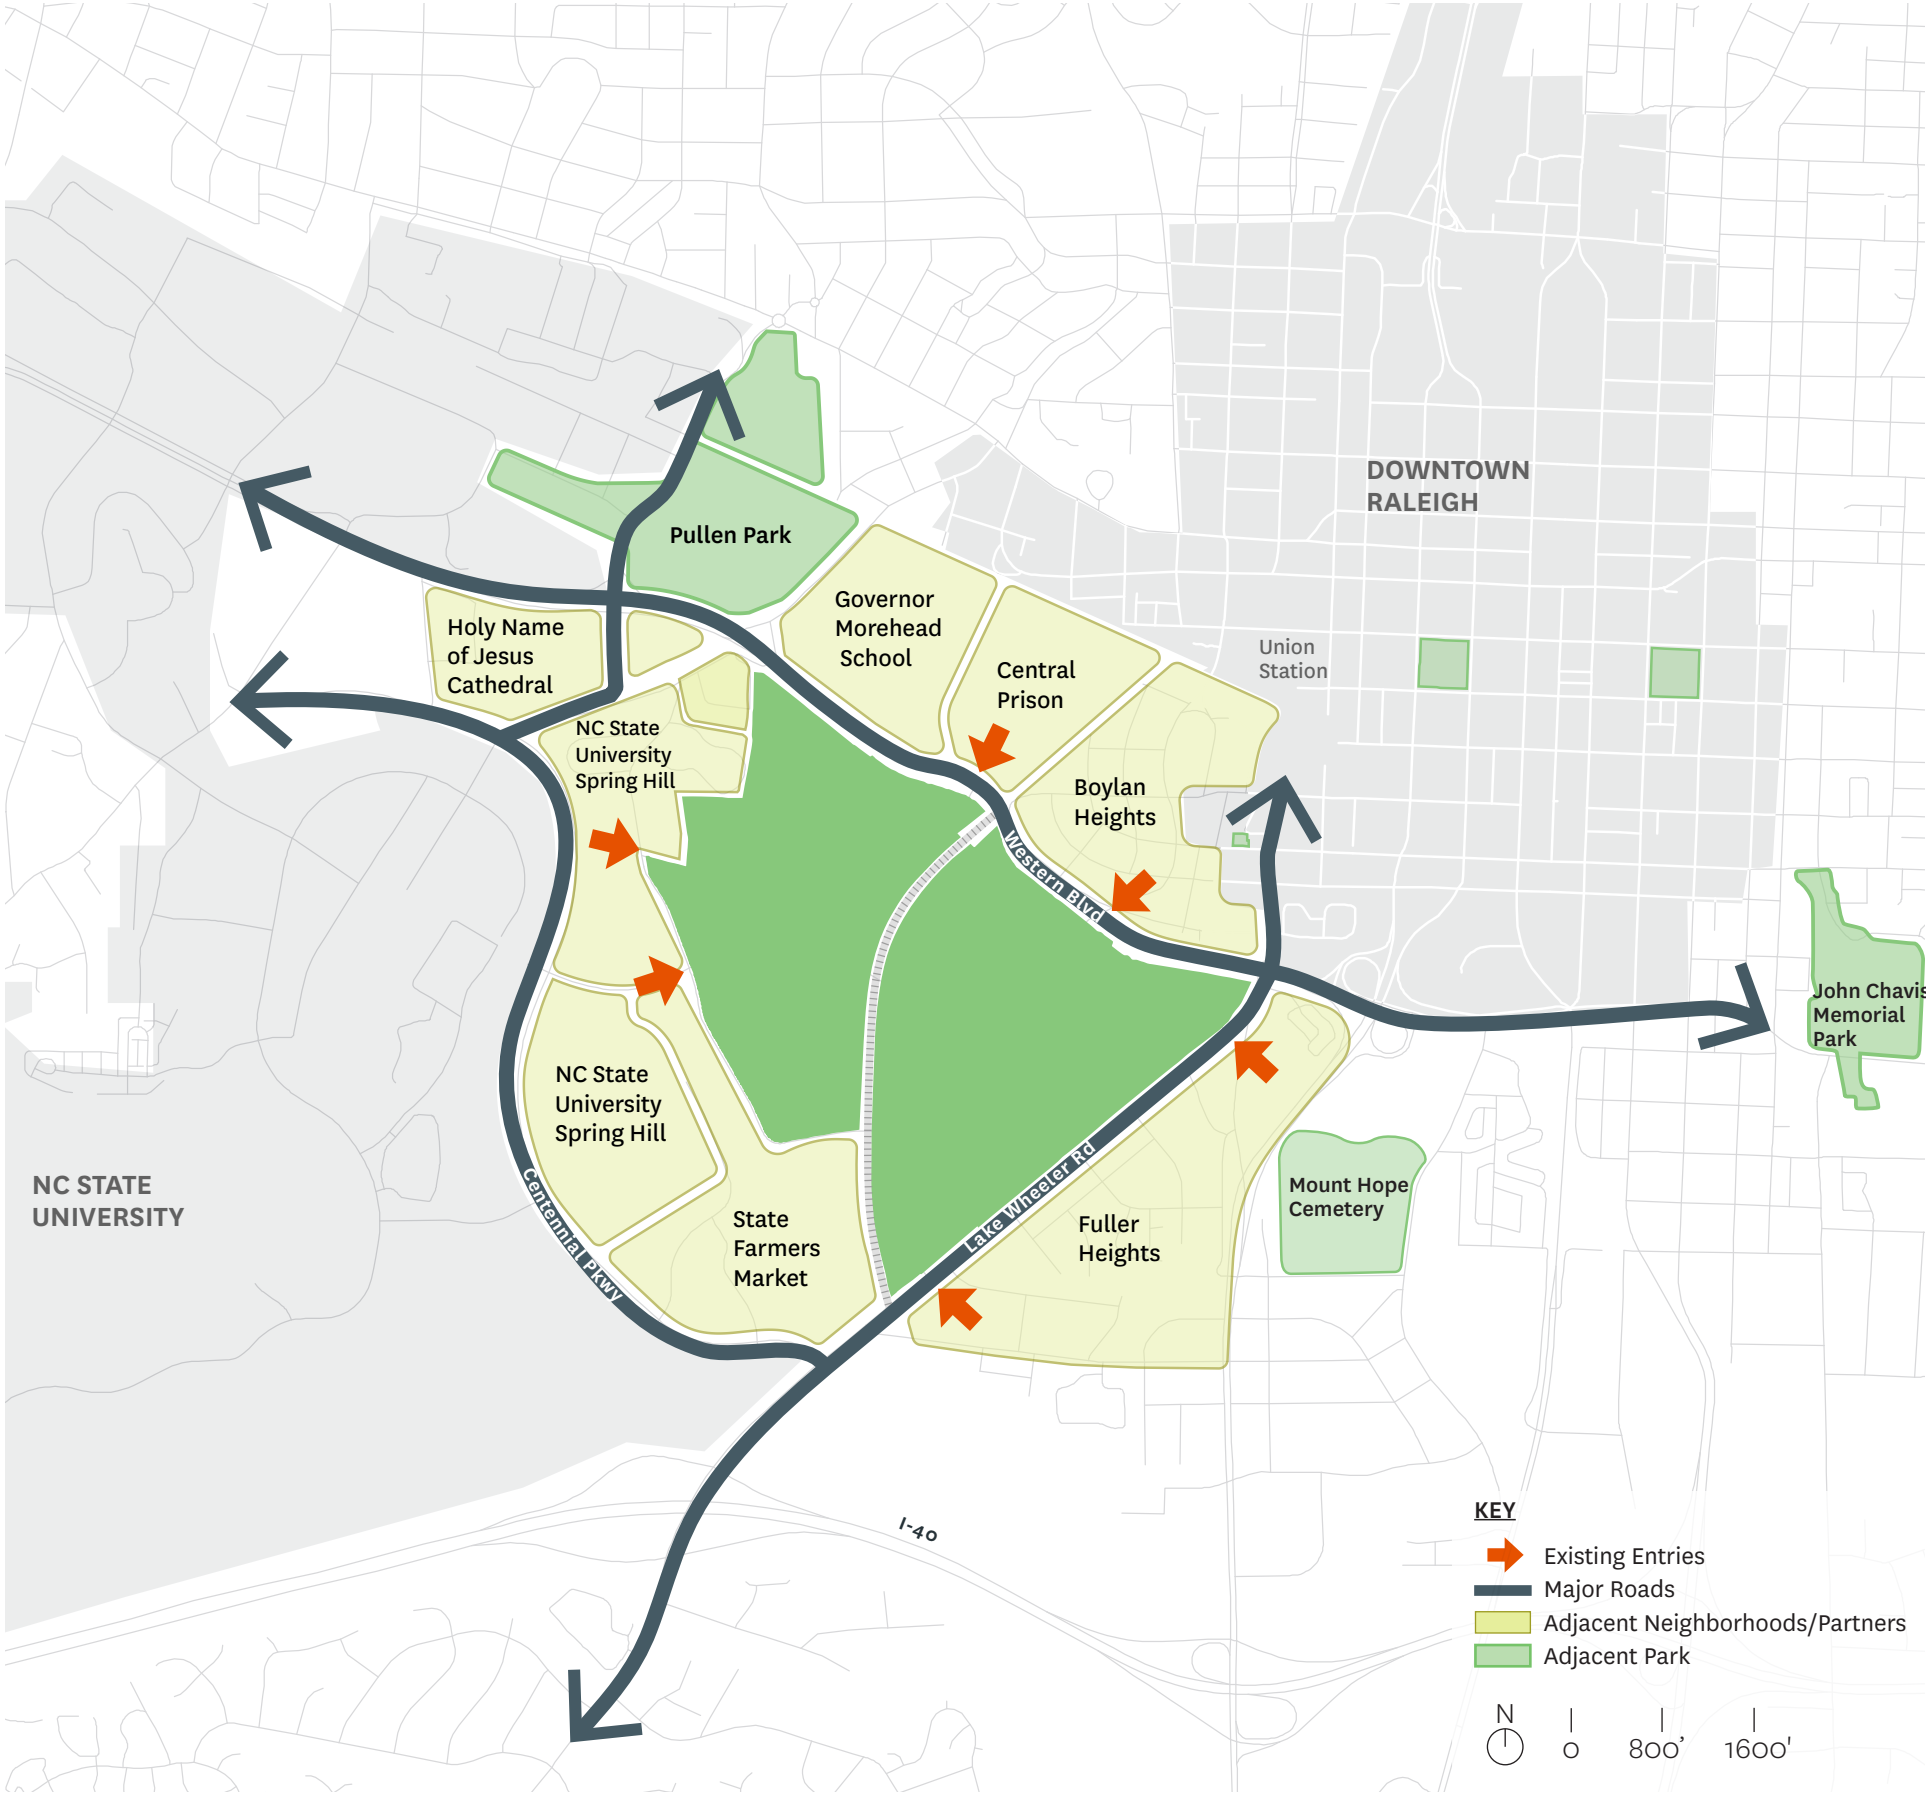 DOWNTOWN
RALEIGH
Pullen Park
Governor
Morehead
School
Holy Name
of Jesus
Cathedral
Central
Prison
Union
Station
NC State
University
Spring Hill
Boylan
Heights
Western Blvd
John Chavis
Memorial
Park
NC State
University
Spring Hill
NC STATE
UNIVERSITY
Centennial Pkwy
State
Farmers
Market
Lake Wheeler Rd
Fuller
Heights
Mount Hope
Cemetery
I-40
KEY
Existing Entries
Major Roads
Adjacent Neighborhoods/Partners
Adjacent Park
N
0 800’ 1600'